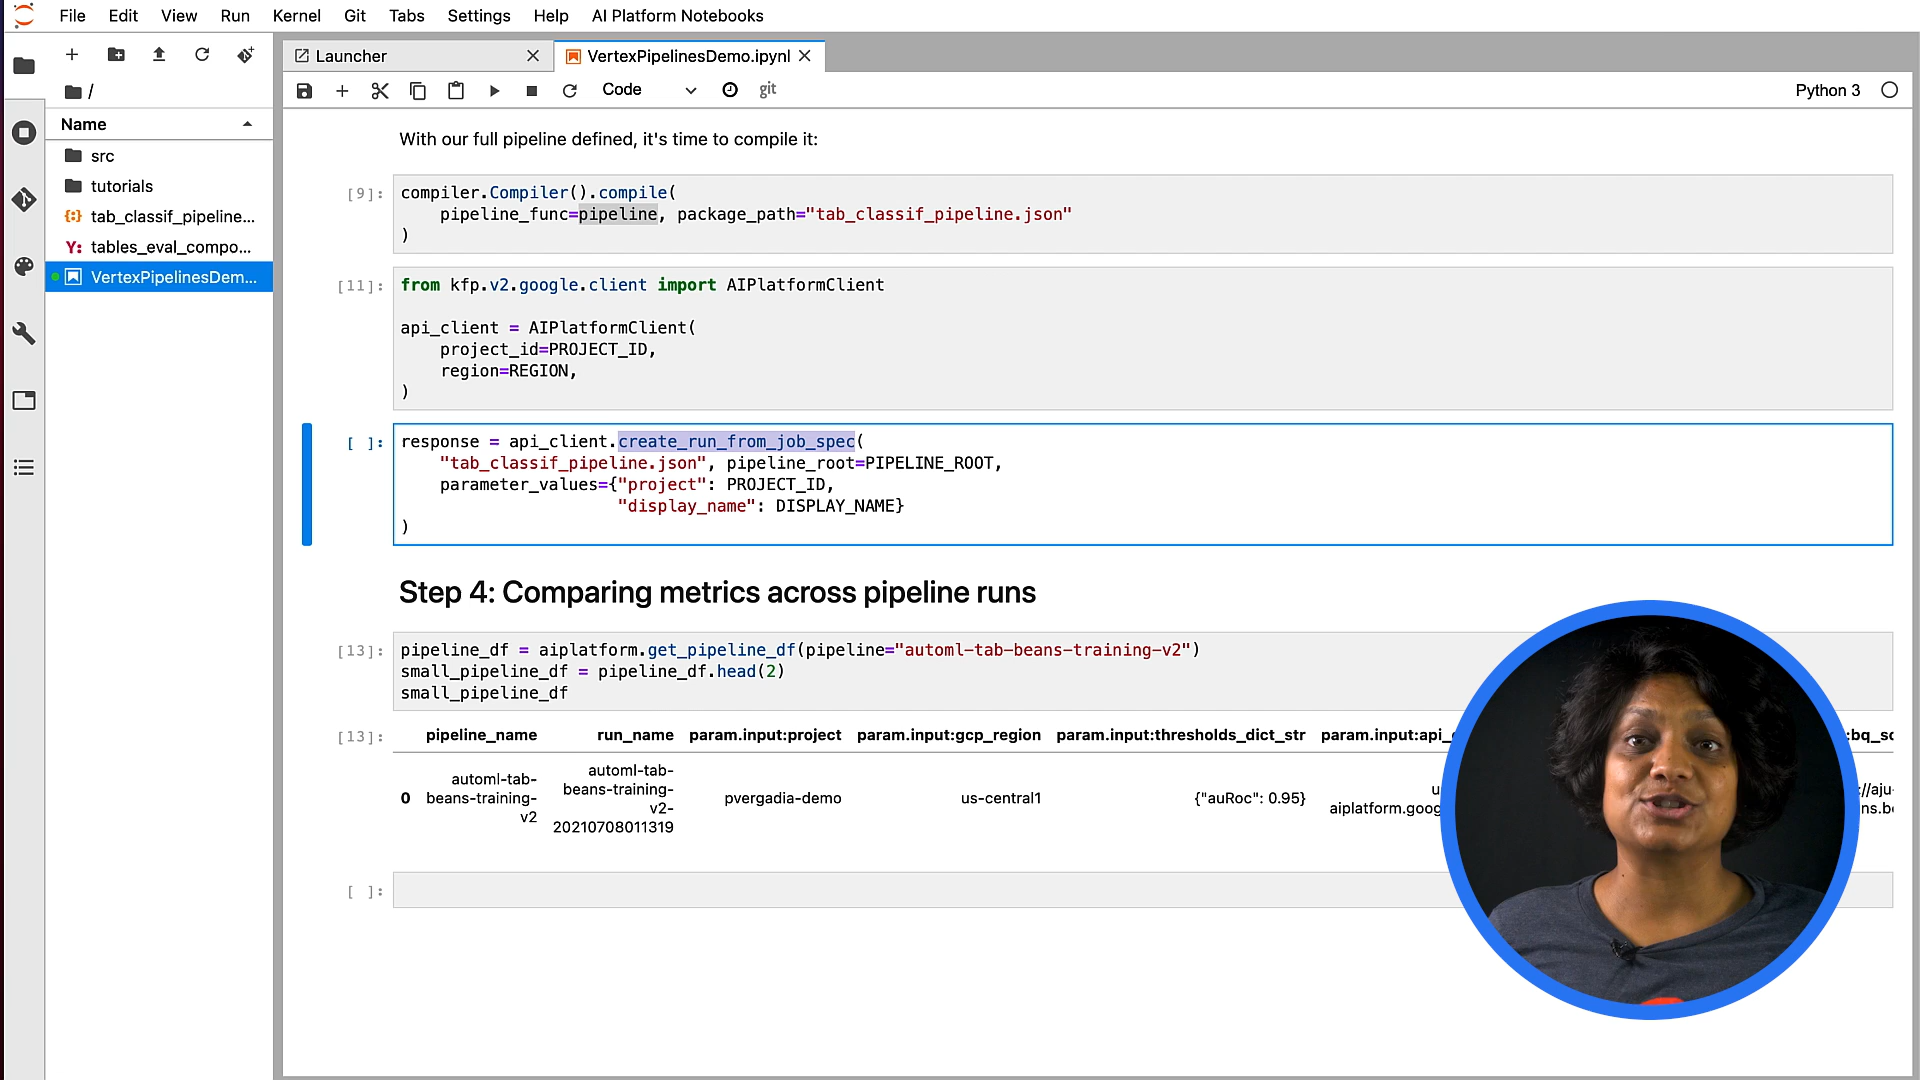 File Edit View Run Kernel Git Tabs Settings Help AI Platform Notebooks
Launcher
VertexPipelinesDemo.ipynl
/
Code
git
Python 3
Name
src
tutorials
tab_classif_pipeline...
Y: tables_eval_compo...
VertexPipelinesDem...
With our full pipeline defined, it's time to compile it:
[9]: compiler.Compiler().compile(
pipeline_func=pipeline, package_path="tab_classif_pipeline.json"
)
[11]: from kfp.v2.google.client import AIPlatformClient
api_client = AIPlatformClient(
project_id=PROJECT_ID,
region=REGION,
)
[ ]: response = api_client.create_run_from_job_spec(
"tab_classif_pipeline.json", pipeline_root=PIPELINE_ROOT,
parameter_values={"project": PROJECT_ID,
"display_name": DISPLAY_NAME}
)
Step 4: Comparing metrics across pipeline runs
[13]: pipeline_df = aiplatform.get_pipeline_df(pipeline="automl-tab-beans-training-v2")
small_pipeline_df = pipeline_df.head(2)
small_pipeline_df
[13]: pipeline_name run_name param.input:project param.input:gcp_region param.input:thresholds_dict_str param.input:api_
0
automl-tab-
beans-training-
v2
automl-tab-
beans-training-
v2-
20210708011319
pvergadia-demo
us-central1
{"auRoc": 0.95}
aiplatform.goog
[ ]: